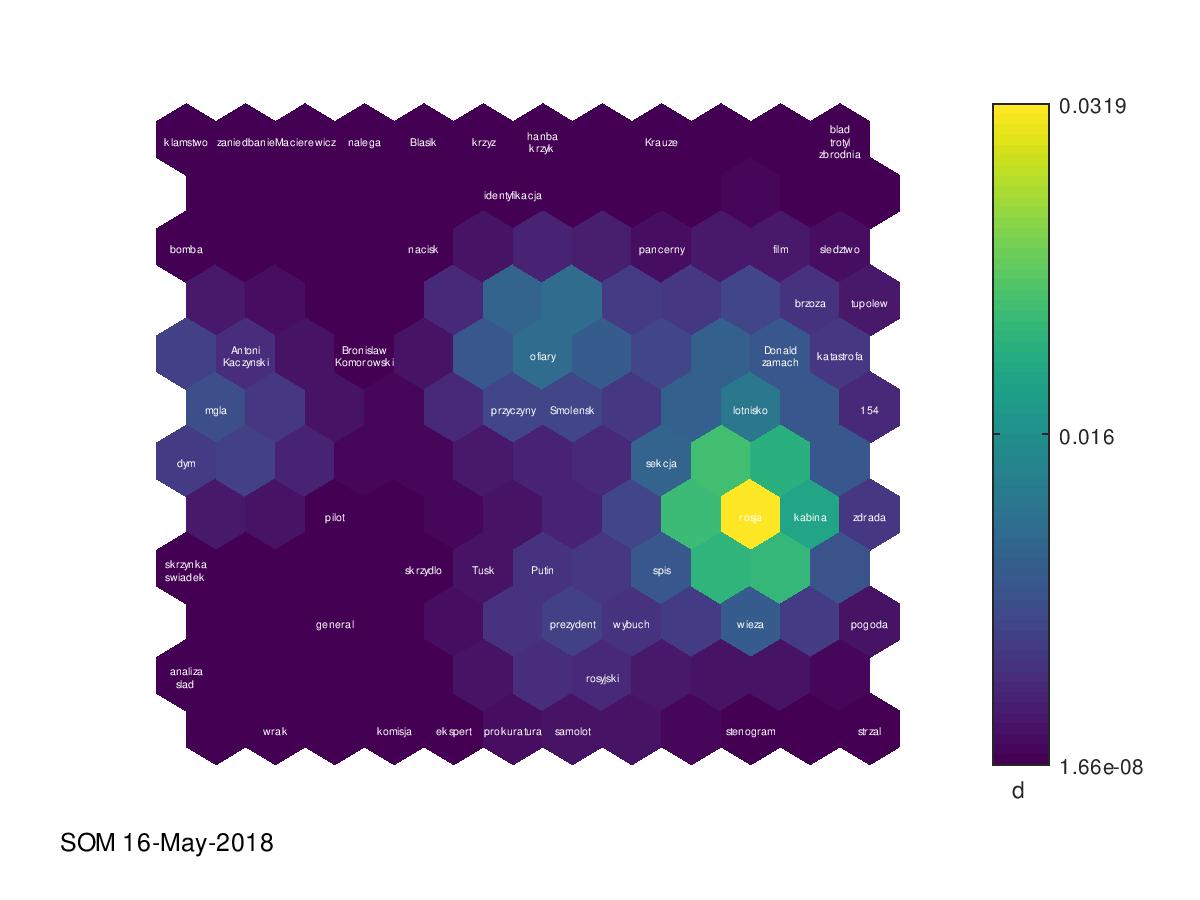 0.0319
klamstwo zaniedbanie Macierewicz nalega Blasik krzyz hanba krzyk Krauze blad trotyl zbrodnia
identyfikacja
bomba nacisk pancerny film sledztwo
brzoza tupolew
Antoni Kaczynski Bronislaw Komorowski ofiary Donald zamach katastrofa
mgla przyczyny Smolensk lotnisko 154
0.016
dym sekcja
pilot rosja kabina zdrada
skrzynka swiadek skrzydlo Tusk Putin spis
general prezydent wybuch wieza pogoda
analiza slad rosyjski
wrak komisja ekspert prokuratura samolot stenogram strzal
1.66e-08
d
SOM 16-May-2018